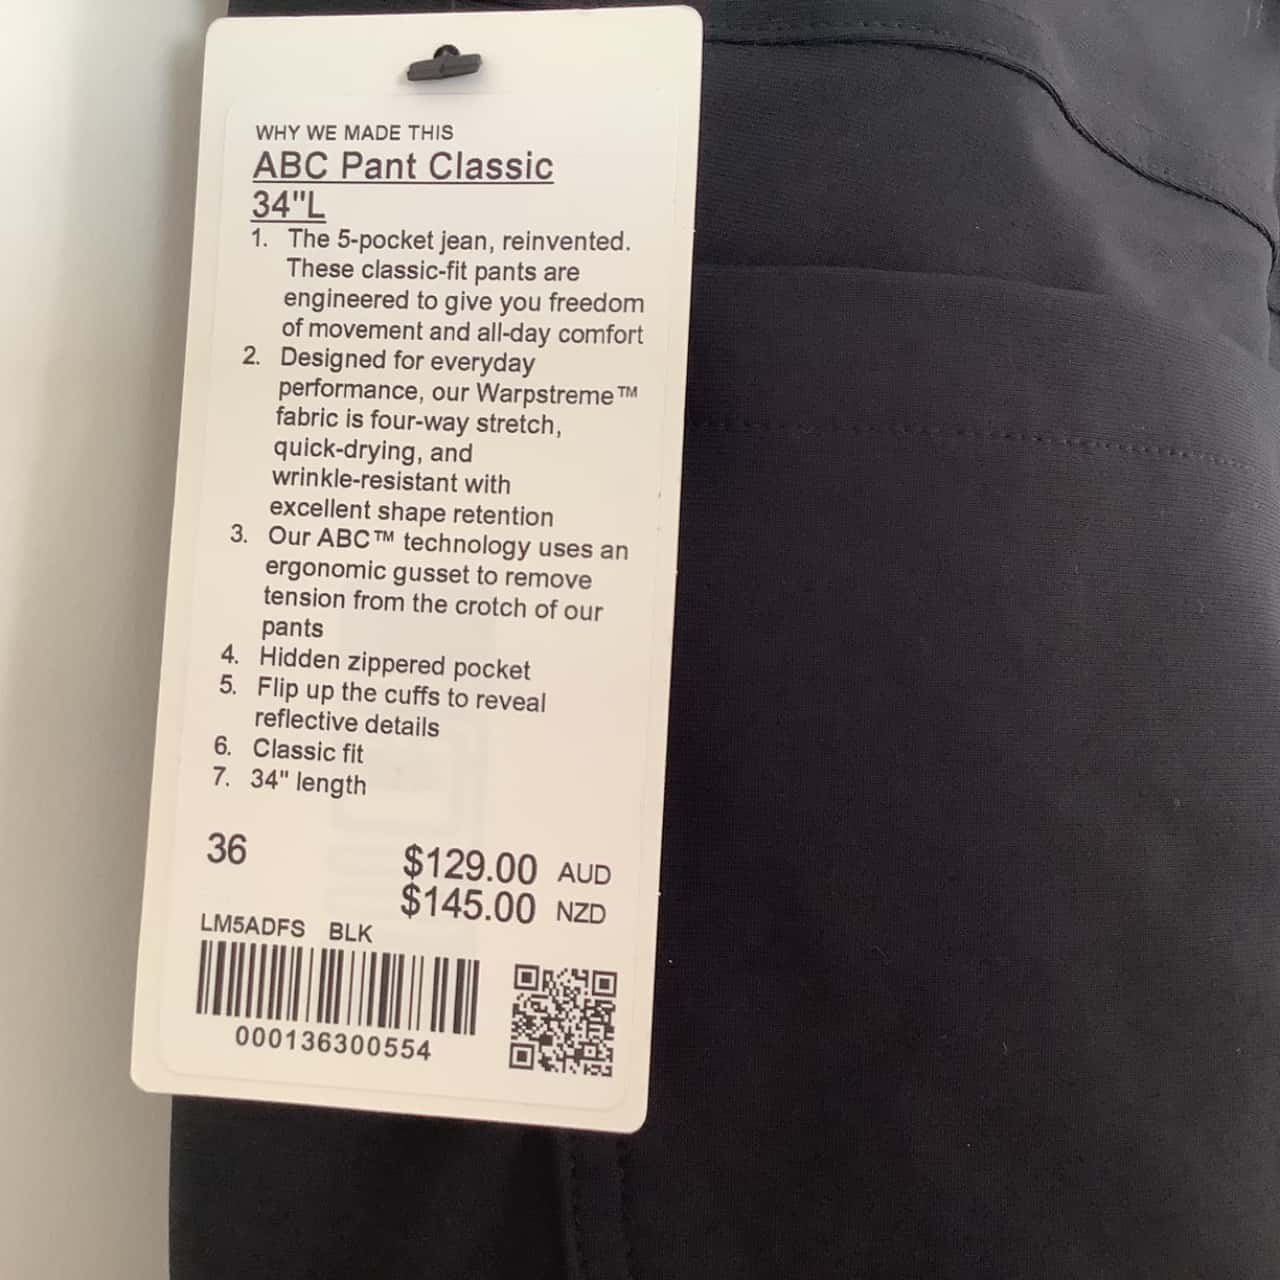 WHY WE MADE THIS
ABC Pant Classic
34"L
1. The 5-pocket jean, reinvented.
These classic-fit pants are
engineered to give you freedom
of movement and all-day comfort
2. Designed for everyday
performance, our Warpstreme™
fabric is four-way stretch,
quick-drying, and
wrinkle-resistant with
excellent shape retention
3. Our ABC™ technology uses an
ergonomic gusset to remove
tension from the crotch of our
pants
4. Hidden zippered pocket
5. Flip up the cuffs to reveal
reflective details
6. Classic fit
7. 34" length
36
$129.00 AUD
$145.00 NZD
LM5ADFS BLK
000136300554